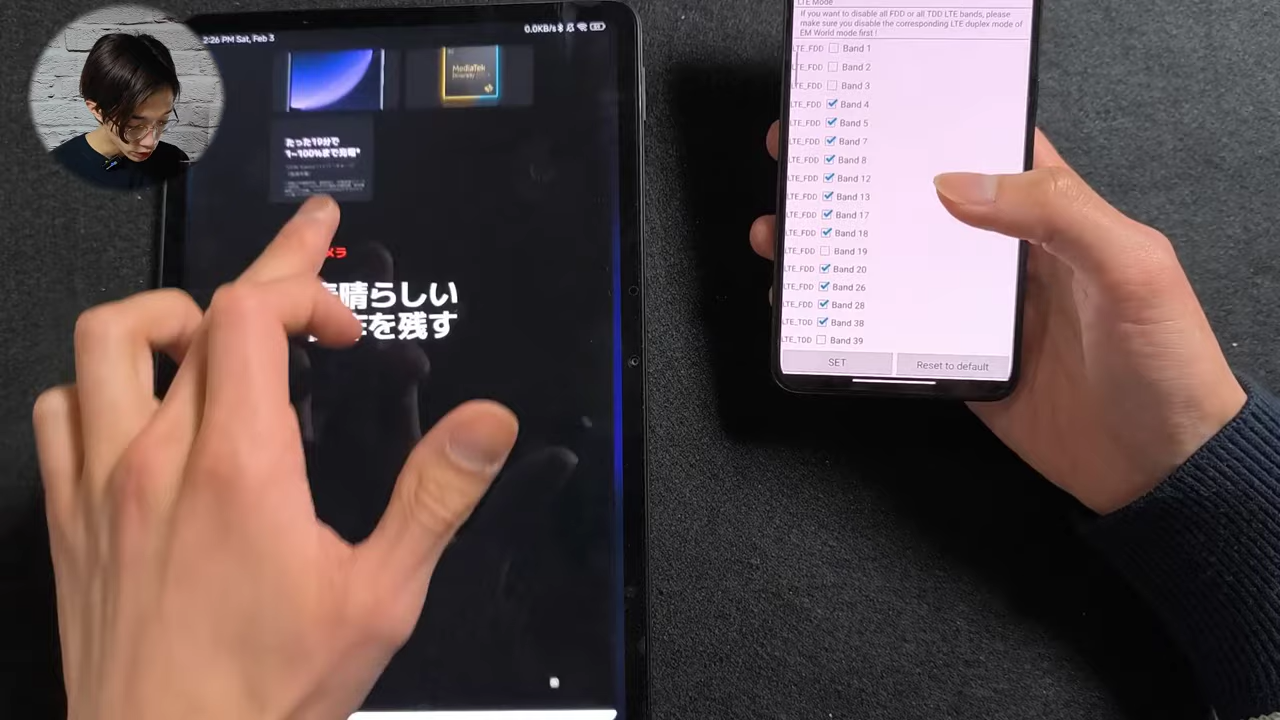 2:26 PM Sat, Feb 3
0.0KB/s
MediaTek
たった19分で
1~100%まで充電*
メラ
晴らしい
を残す
LTE Mode
If you want to disable all FDD or all TDD LTE bands, please
make sure you disable the corresponding LTE duplex mode of
EM World mode first !
LTE_FDD Band 1
LTE_FDD Band 2
LTE_FDD Band 3
LTE_FDD Band 4
LTE_FDD Band 5
LTE_FDD Band 7
LTE_FDD Band 8
LTE_FDD Band 12
LTE_FDD Band 13
LTE_FDD Band 17
LTE_FDD Band 18
LTE_FDD Band 19
LTE_FDD Band 20
LTE_FDD Band 26
LTE_FDD Band 28
LTE_TDD Band 38
LTE_TDD Band 39
SET
Reset to default